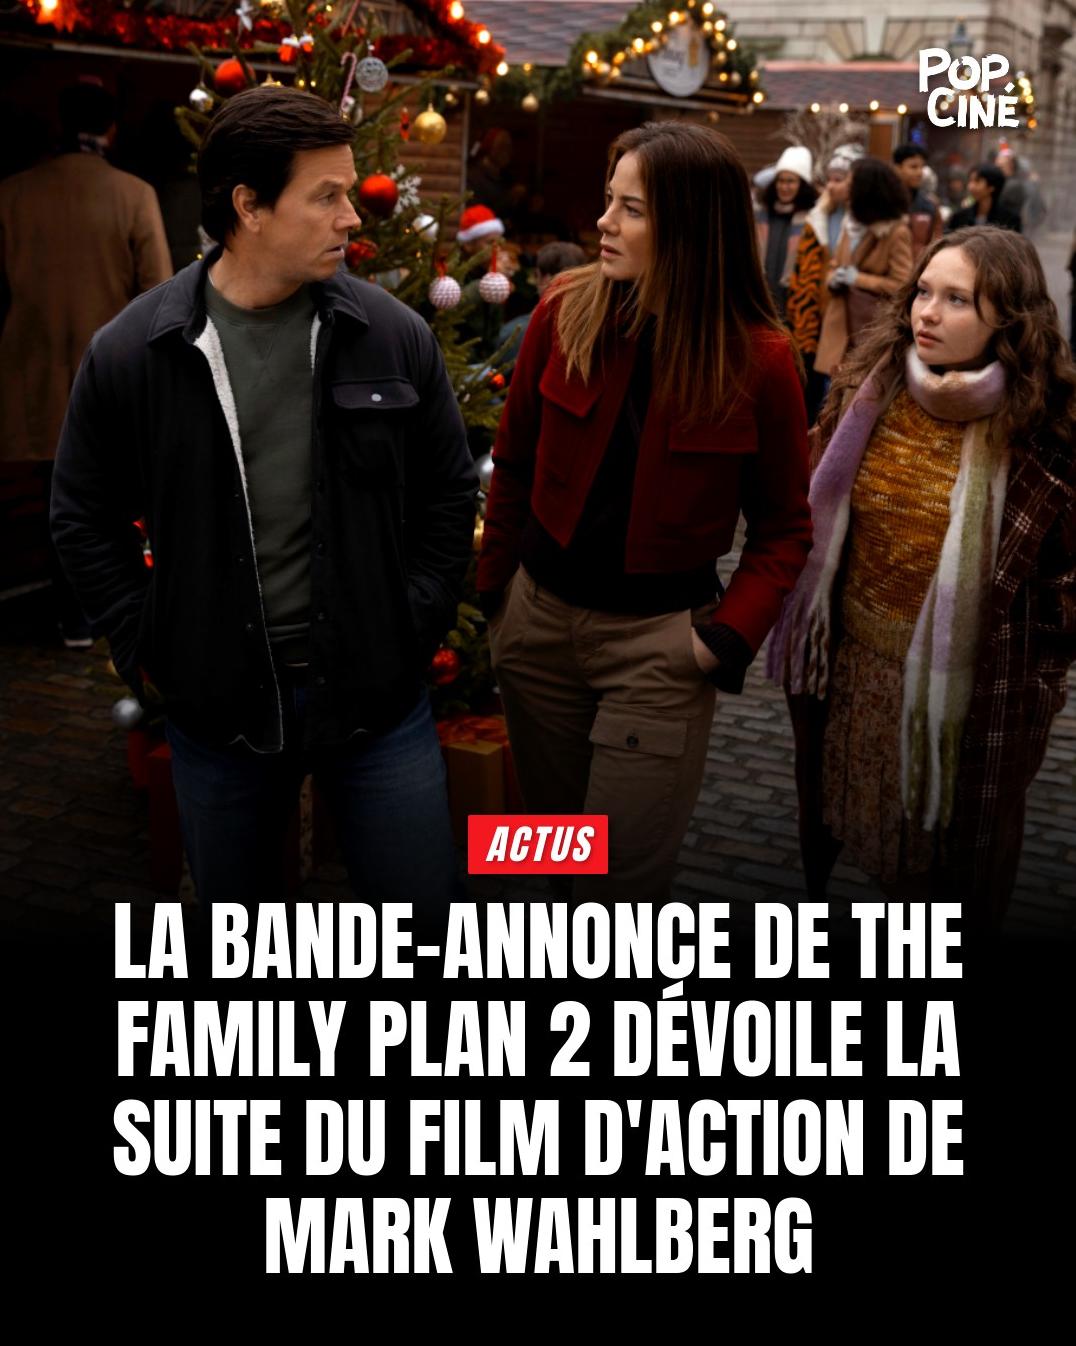 POP
CINÉ
ACTUS
LA BANDE-ANNONCE DE THE
FAMILY PLAN 2 DÉVOILE LA
SUITE DU FILM D'ACTION DE
MARK WAHLBERG